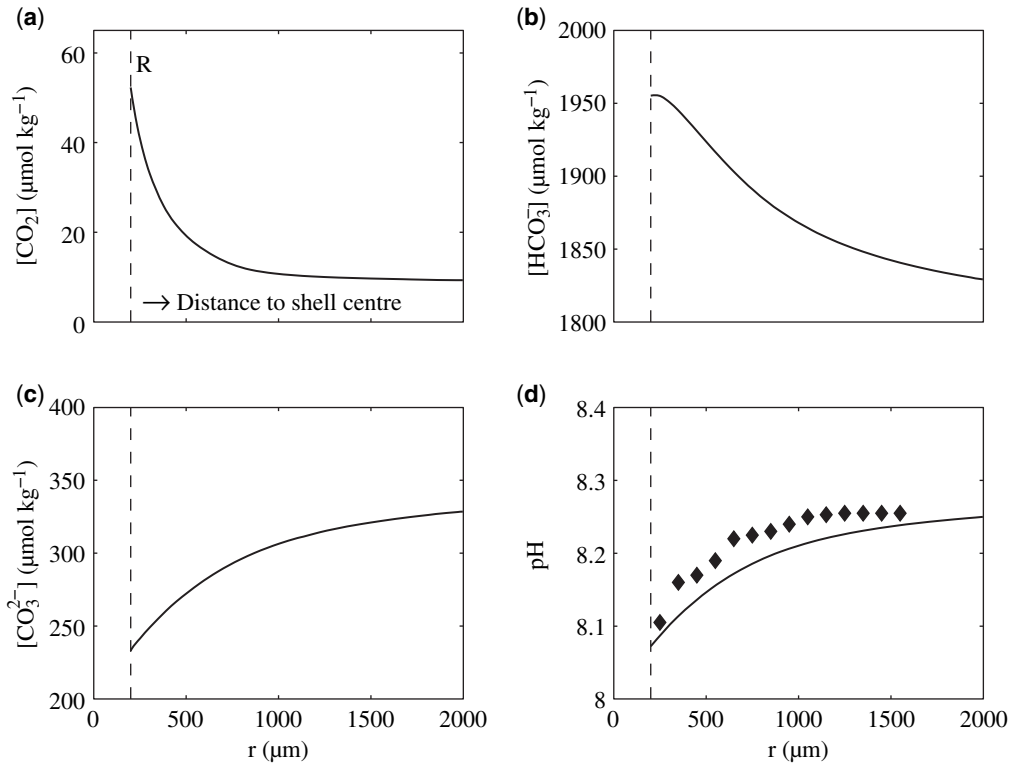 (a)
60
40
20
0
[CO₂] (µmol kg⁻¹)
R
→ Distance to shell centre
(b)
2000
1950
1900
1850
1800
[HCO₃⁻] (µmol kg⁻¹)
(c)
400
350
300
250
200
[CO₃²⁻] (µmol kg⁻¹)
0 500 1000 1500 2000
r (µm)
(d)
8.4
8.3
8.2
8.1
8
pH
0 500 1000 1500 2000
r (µm)